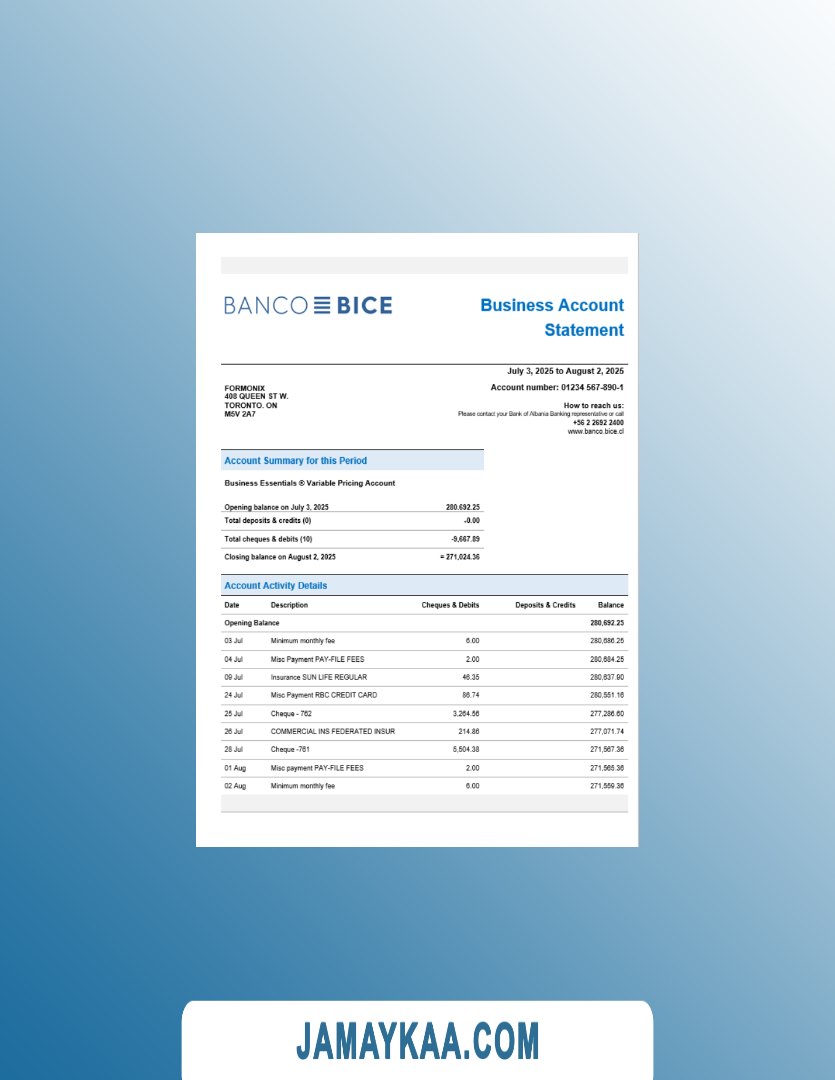 BANCO BICE
Business Account
Statement
July 3, 2025 to August 2, 2025
FORMONIX
408 QUEEN ST W.
TORONTO. ON
M5V 2A7
Account number: 01234 567-890-1
How to reach us:
Please contact your Bank of Albania Banking representative or call
+56 2 2692 2400
www.banco.bice.cl
Account Summary for this Period
Business Essentials ® Variable Pricing Account
Opening balance on July 3, 2025 280.692.25
Total deposits & credits (0) -0.00
Total cheques & debits (10) -9,667.89
Closing balance on August 2, 2025 = 271,024.36
Account Activity Details
Date Description Cheques & Debits Deposits & Credits Balance
Opening Balance 280,692.25
03 Jul Minimum monthly fee 6.00 280,686.25
04 Jul Misc Payment PAY-FILE FEES 2.00 280,684.25
09 Jul Insurance SUN LIFE REGULAR 46.35 280,637.90
24 Jul Misc Payment RBC CREDIT CARD 86.74 280,551.16
25 Jul Cheque - 762 3,264.56 277,286.60
26 Jul COMMERCIAL INS FEDERATED INSUR 214.86 277,071.74
28 Jul Cheque -761 5,504.38 271,567.36
01 Aug Misc payment PAY-FILE FEES 2.00 271,565.36
02 Aug Minimum monthly fee 6.00 271,559.36
JAMAYKAA.COM